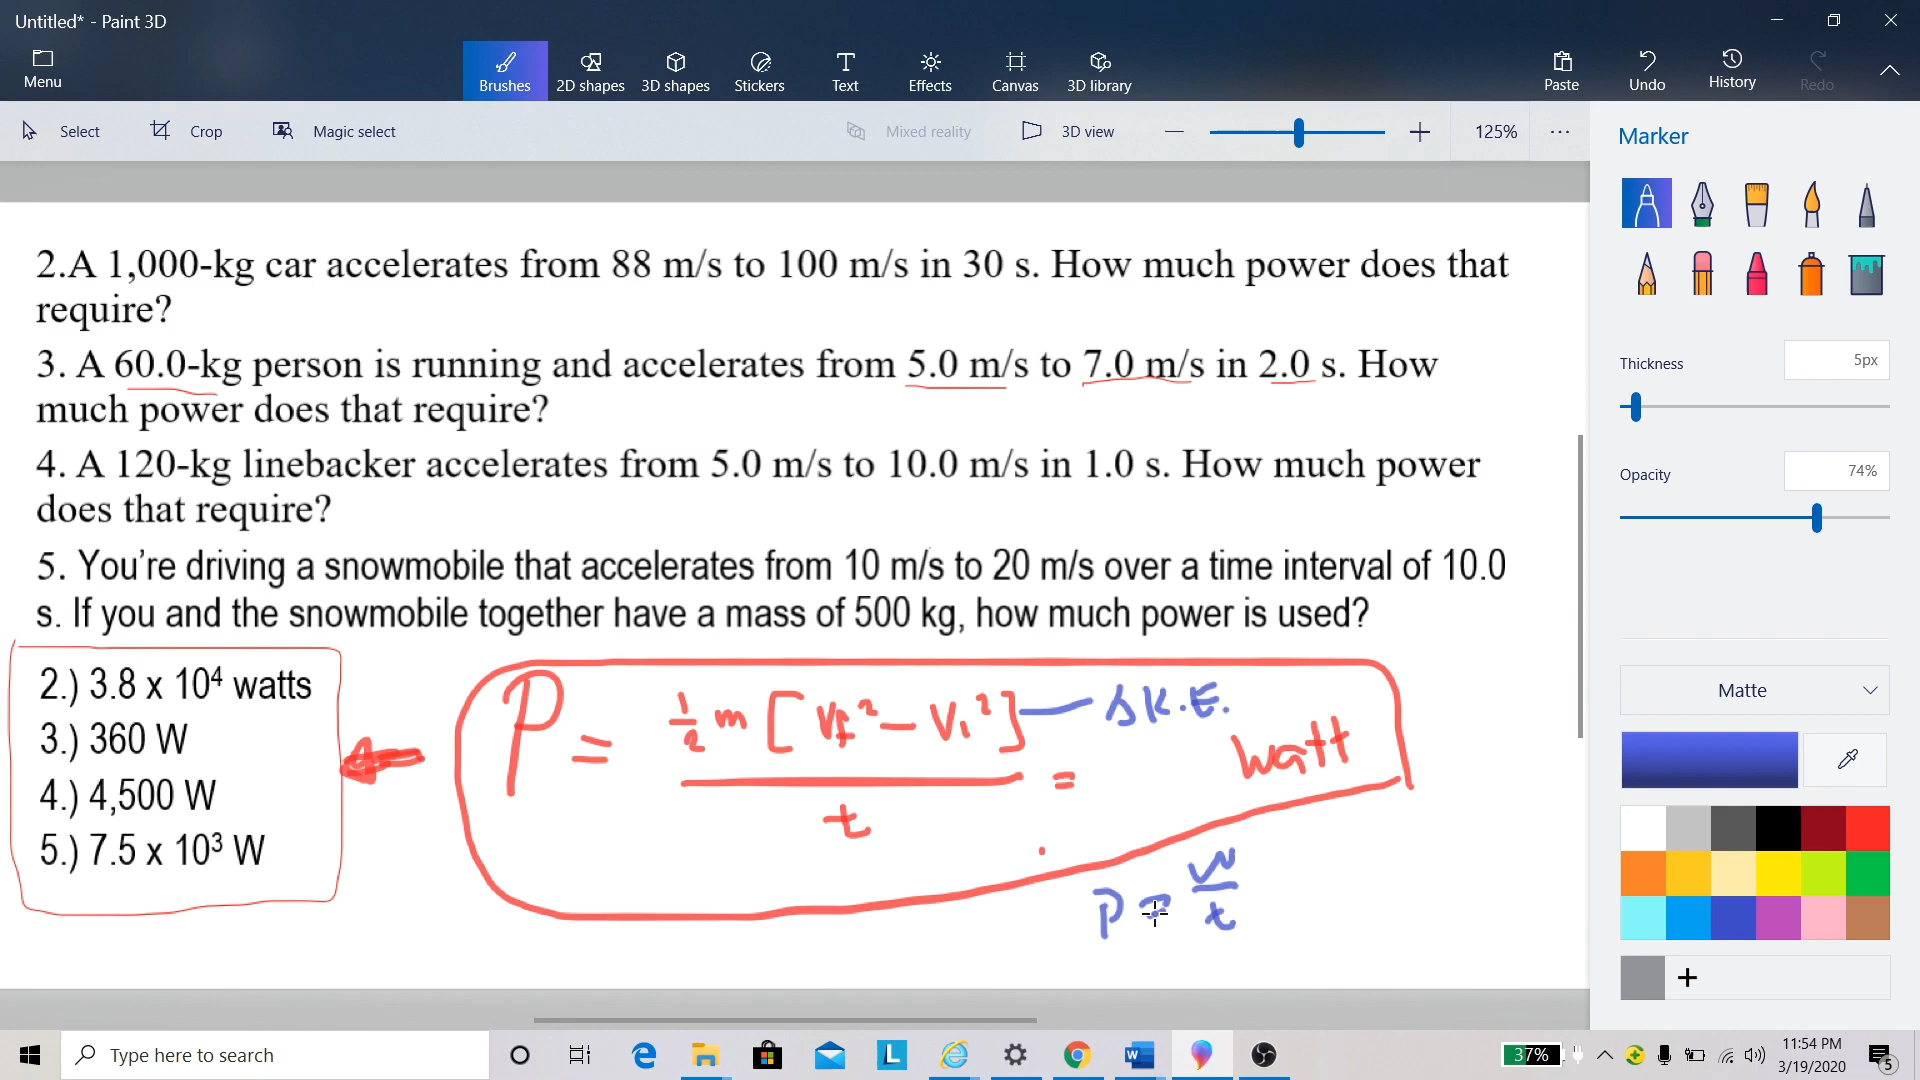 Untitled* - Paint 3D
Menu
Brushes
2D shapes
3D shapes
Stickers
Text
Effects
Canvas
3D library
Paste
Undo
History
Redo
Select
Crop
Magic select
Mixed reality
3D view
125%
Marker
Thickness
5px
Opacity
74%
Matte
2.A 1,000-kg car accelerates from 88 m/s to 100 m/s in 30 s. How much power does that
require?
3. A 60.0-kg person is running and accelerates from 5.0 m/s to 7.0 m/s in 2.0 s. How
much power does that require?
4. A 120-kg linebacker accelerates from 5.0 m/s to 10.0 m/s in 1.0 s. How much power
does that require?
5. You’re driving a snowmobile that accelerates from 10 m/s to 20 m/s over a time interval of 10.0
s. If you and the snowmobile together have a mass of 500 kg, how much power is used?
2.) 3.8 x 10⁴ watts
3.) 360 W
4.) 4,500 W
5.) 7.5 x 10³ W
P = ½ m [Vf² - Vi²] / t = watt
Δ K.E.
P = W / t
Type here to search
37%
11:54 PM
3/19/2020
5